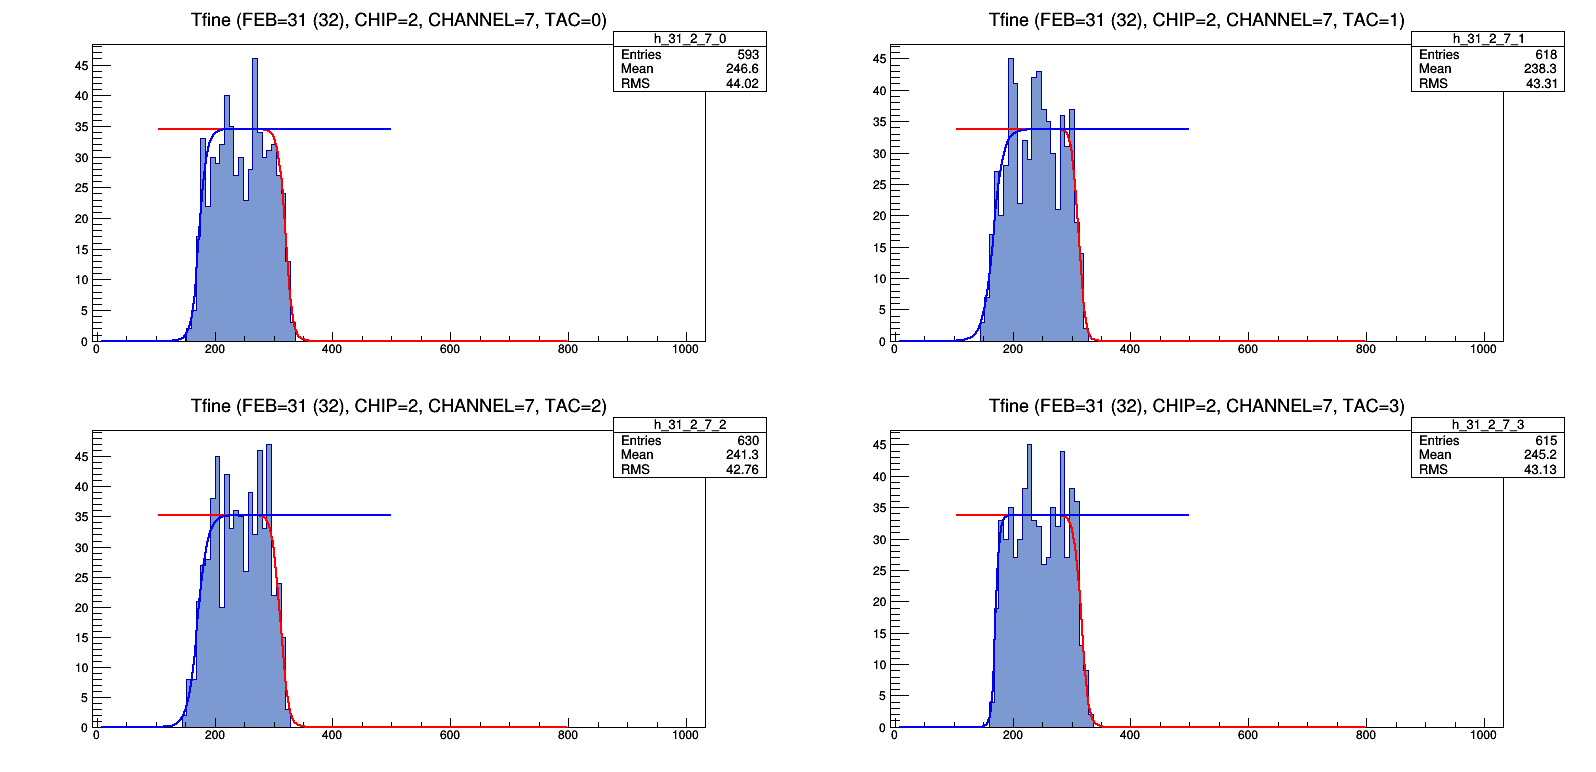 Tfine (FEB=31 (32), CHIP=2, CHANNEL=7, TAC=0)
h_31_2_7_0
Entries 593
Mean 246.6
RMS 44.02
45
40
35
30
25
20
15
10
5
0
0 200 400 600 800 1000
Tfine (FEB=31 (32), CHIP=2, CHANNEL=7, TAC=1)
h_31_2_7_1
Entries 618
Mean 238.3
RMS 43.31
45
40
35
30
25
20
15
10
5
0
0 200 400 600 800 1000
Tfine (FEB=31 (32), CHIP=2, CHANNEL=7, TAC=2)
h_31_2_7_2
Entries 630
Mean 241.3
RMS 42.76
45
40
35
30
25
20
15
10
5
0
0 200 400 600 800 1000
Tfine (FEB=31 (32), CHIP=2, CHANNEL=7, TAC=3)
h_31_2_7_3
Entries 615
Mean 245.2
RMS 43.13
45
40
35
30
25
20
15
10
5
0
0 200 400 600 800 1000